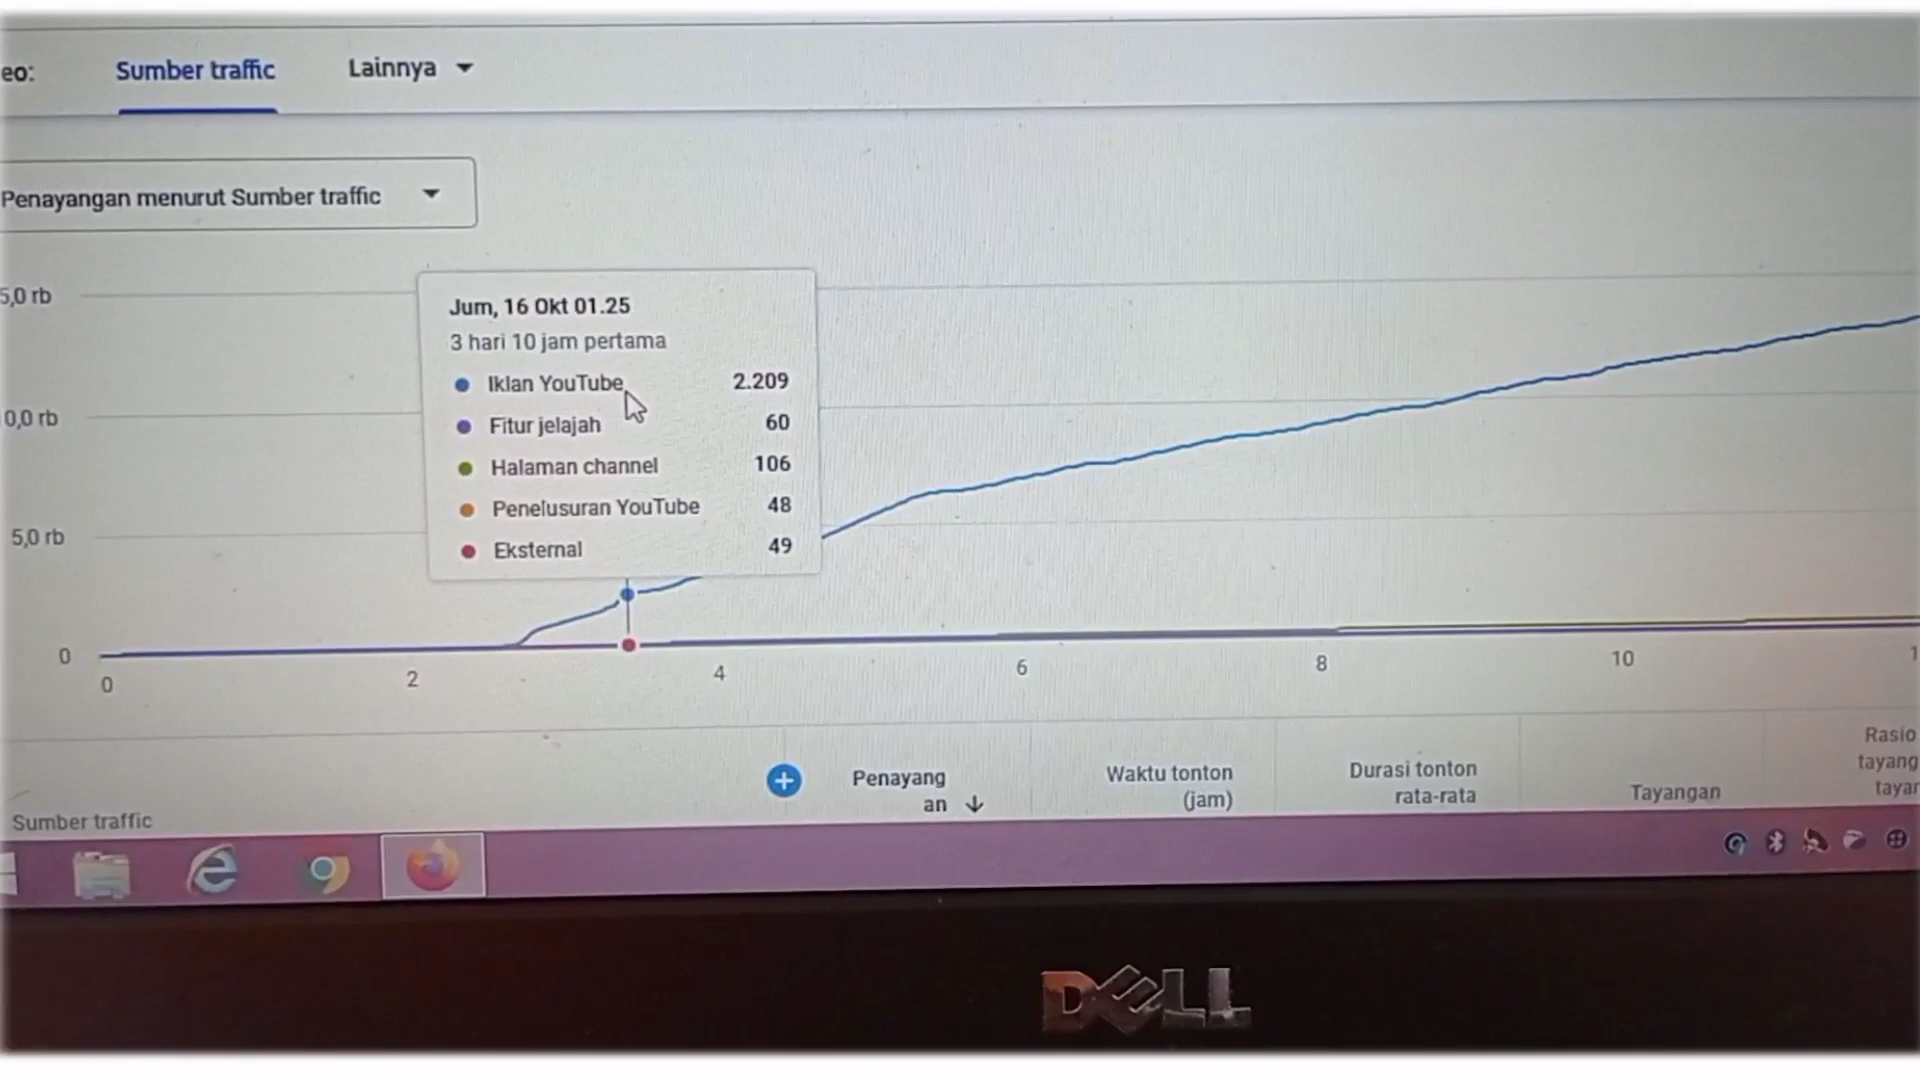 eo:
Sumber traffic
Lainnya
Penayangan menurut Sumber traffic
5,0 rb
0,0 rb
5,0 rb
0
Jum, 16 Okt 01.25
3 hari 10 jam pertama
Iklan YouTube 2.209
Fitur jelajah 60
Halaman channel 106
Penelusuran YouTube 48
Eksternal 49
0 2 4 6 8 10 1
Sumber traffic
Penayang
an
Waktu tonton
(jam)
Durasi tonton
rata-rata
Tayangan
Rasio
tayang
tayan
DELL